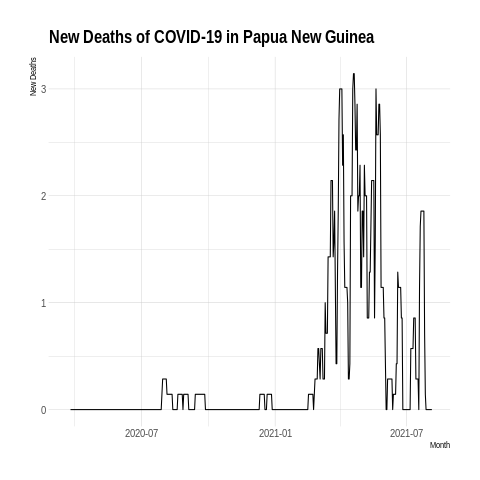 New Deaths of COVID-19 in Papua New Guinea
New Deaths
3
2
1
0
2020-07
2021-01
2021-07
Month